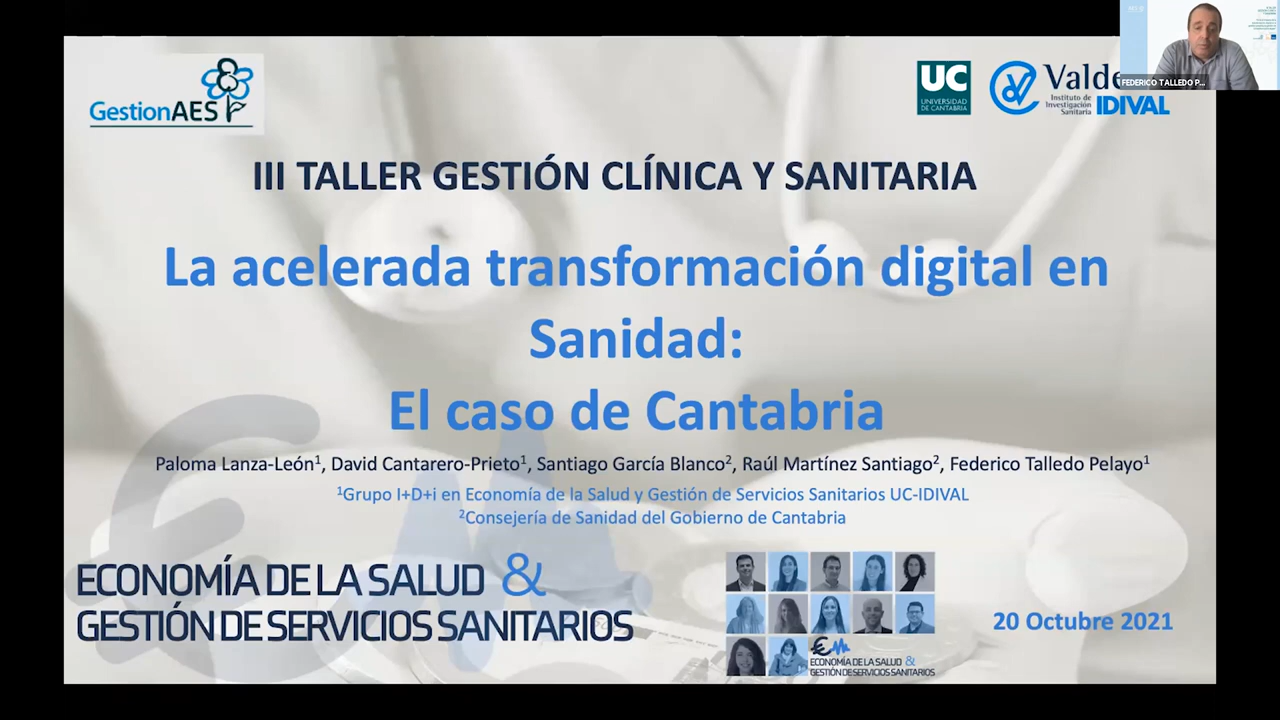 GestionAES
UC
UNIVERSIDAD
DE CANTABRIA
Valde
Instituto de
Investigación
Sanitaria
IDIVAL
FEDERICO TALLEDO P...
III TALLER GESTIÓN CLÍNICA Y SANITARIA
La acelerada transformación digital en
Sanidad:
El caso de Cantabria
Paloma Lanza-León¹, David Cantarero-Prieto¹, Santiago García Blanco², Raúl Martínez Santiago², Federico Talledo Pelayo¹
¹Grupo I+D+i en Economía de la Salud y Gestión de Servicios Sanitarios UC-IDIVAL
²Consejería de Sanidad del Gobierno de Cantabria
ECONOMÍA DE LA SALUD &
GESTIÓN DE SERVICIOS SANITARIOS
ECONOMÍA DE LA SALUD &
GESTIÓN DE SERVICIOS SANITARIOS
20 Octubre 2021